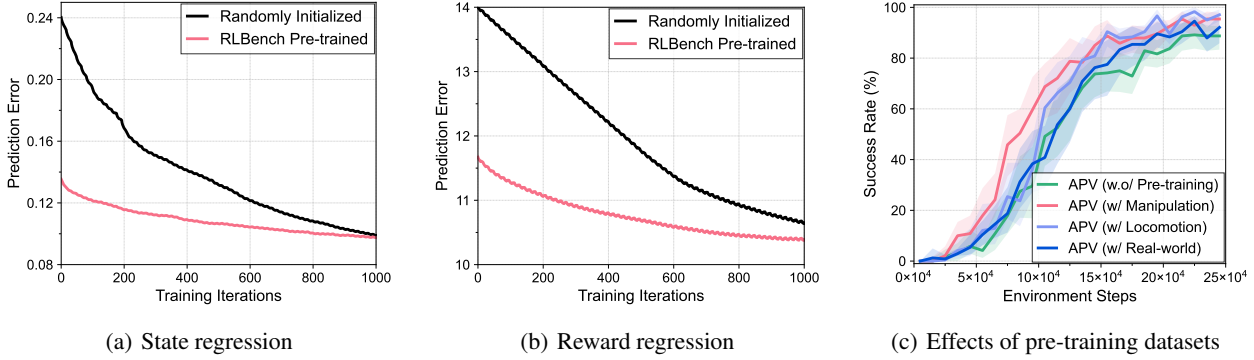 0.24
0.20
0.16
0.12
0.08
Prediction Error
Randomly Initialized
RLBench Pre-trained
0 200 400 600 800 1000
Training Iterations
(a) State regression
14
13
12
11
10
Prediction Error
Randomly Initialized
RLBench Pre-trained
0 200 400 600 800 1000
Training Iterations
(b) Reward regression
100
80
60
40
20
0
Success Rate (%)
APV (w.o/ Pre-training)
APV (w/ Manipulation)
APV (w/ Locomotion)
APV (w/ Real-world)
0×10⁴ 5×10⁴ 10×10⁴ 15×10⁴ 20×10⁴ 25×10⁴
Environment Steps
(c) Effects of pre-training datasets